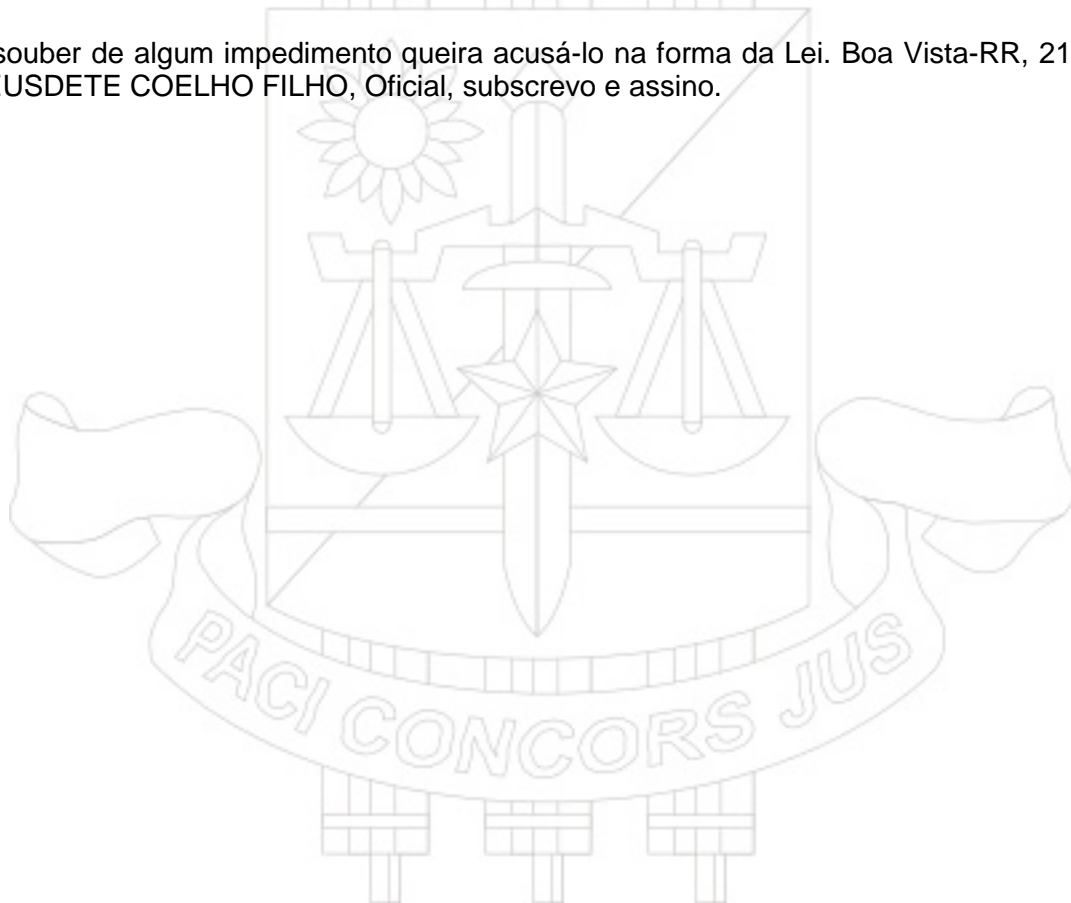 souber de algum impedimento queira acusá-lo na forma da Lei. Boa Vista-RR, 21
EUSDETE COELHO FILHO, Oficial, subscrevo e assino.
PACI CONCORS JUS